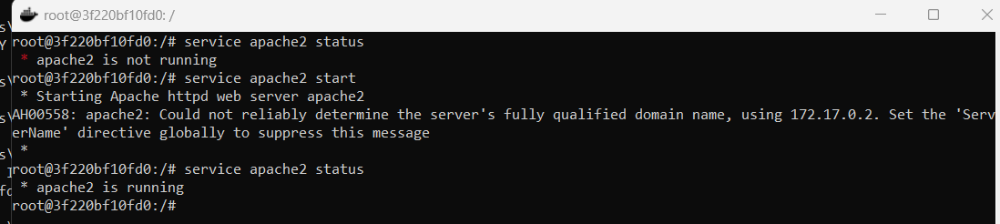 root@3f220bf10fd0: /
root@3f220bf10fd0:/# service apache2 status
 * apache2 is not running
root@3f220bf10fd0:/# service apache2 start
 * Starting Apache httpd web server apache2
AH00558: apache2: Could not reliably determine the server's fully qualified domain name, using 172.17.0.2. Set the 'Serv
erName' directive globally to suppress this message
 *
root@3f220bf10fd0:/# service apache2 status
 * apache2 is running
root@3f220bf10fd0:/#